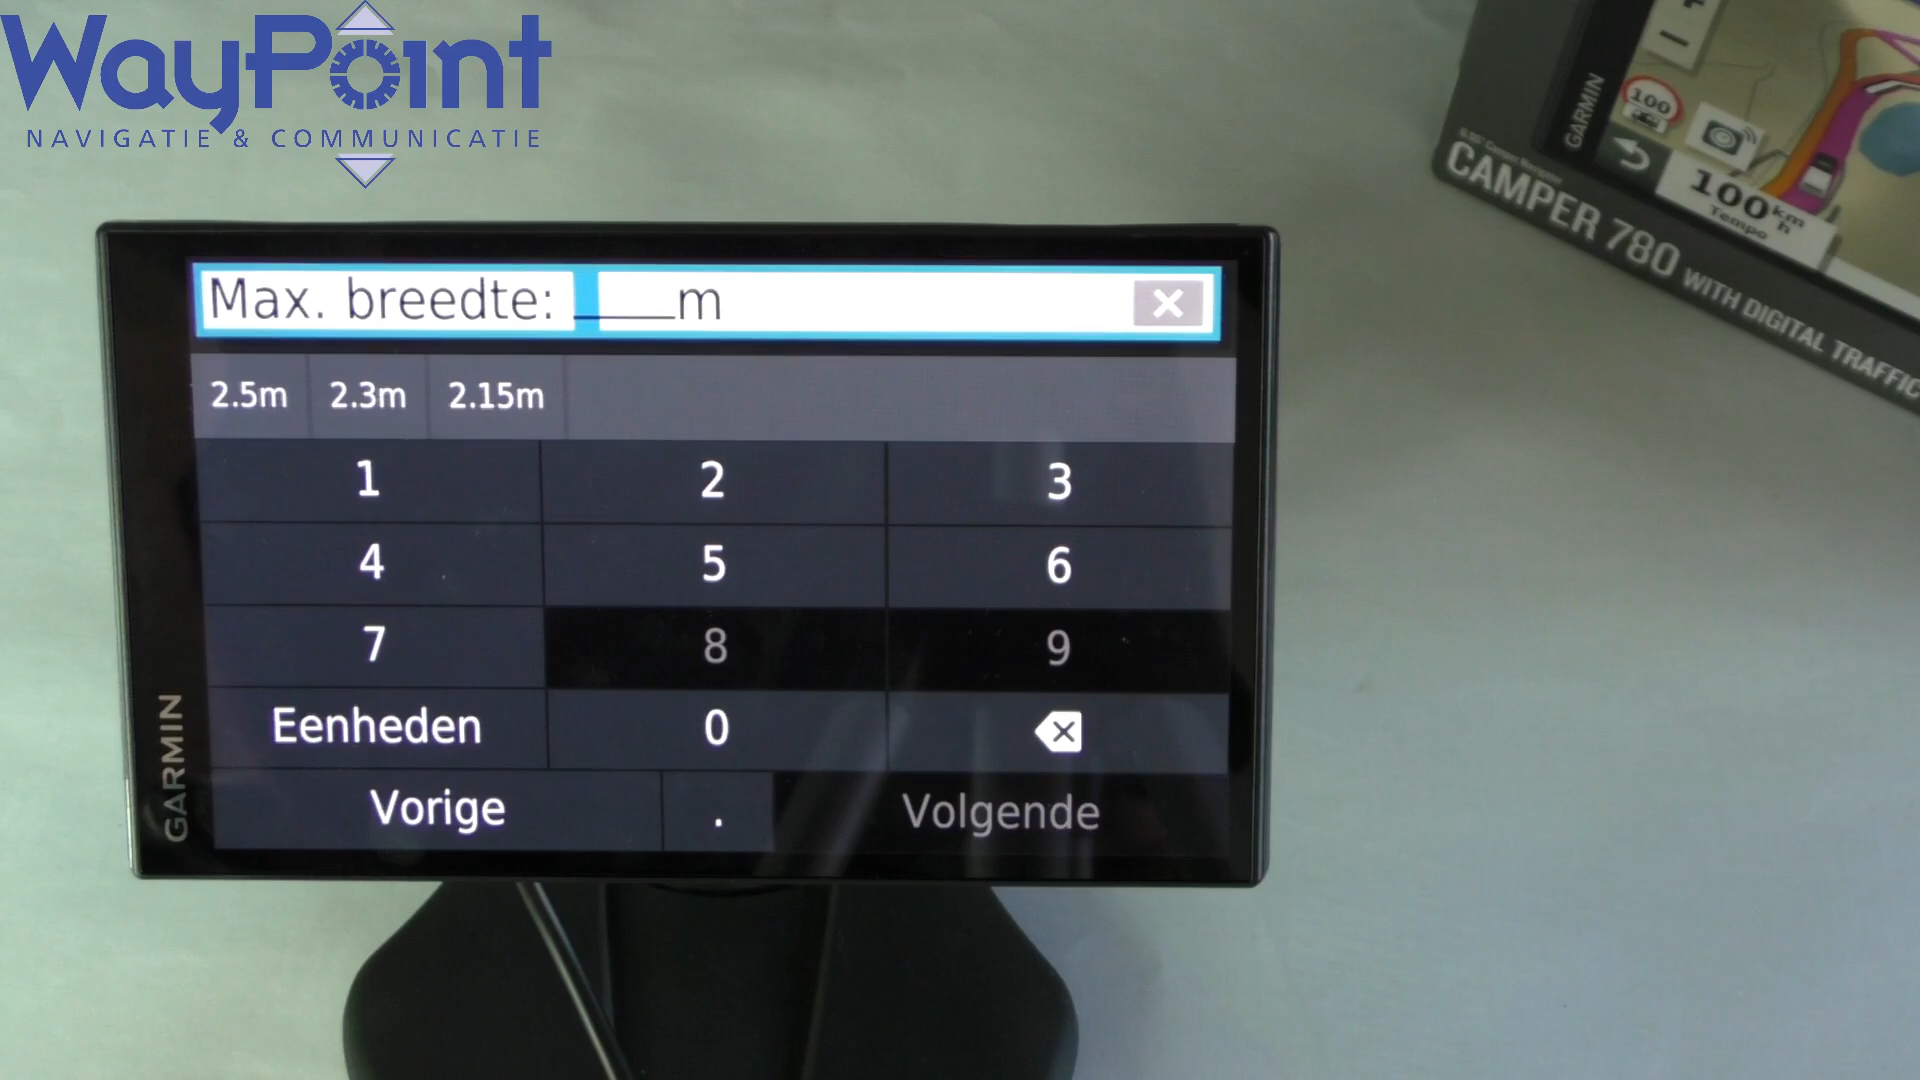 WayPoint
NAVIGATIE & COMMUNICATIE
Max. breedte: ____m
2.5m 2.3m 2.15m
1 2 3
4 5 6
7 8 9
Eenheden 0
Vorige . Volgende
GARMIN
GARMIN
100
100 km h
Tempo
CAMPER 780 WITH DIGITAL TRAFFIC